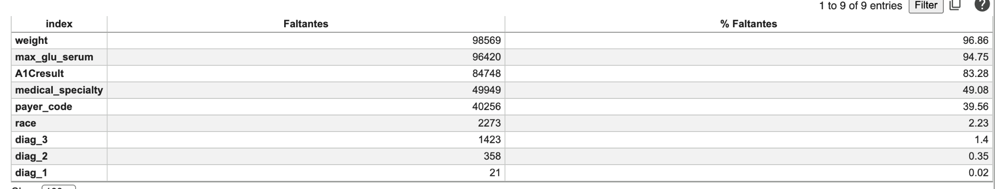 1 to 9 of 9 entries Filter ?
index Faltantes % Faltantes
weight 98569 96.86
max_glu_serum 96420 94.75
A1Cresult 84748 83.28
medical_specialty 49949 49.08
payer_code 40256 39.56
race 2273 2.23
diag_3 1423 1.4
diag_2 358 0.35
diag_1 21 0.02